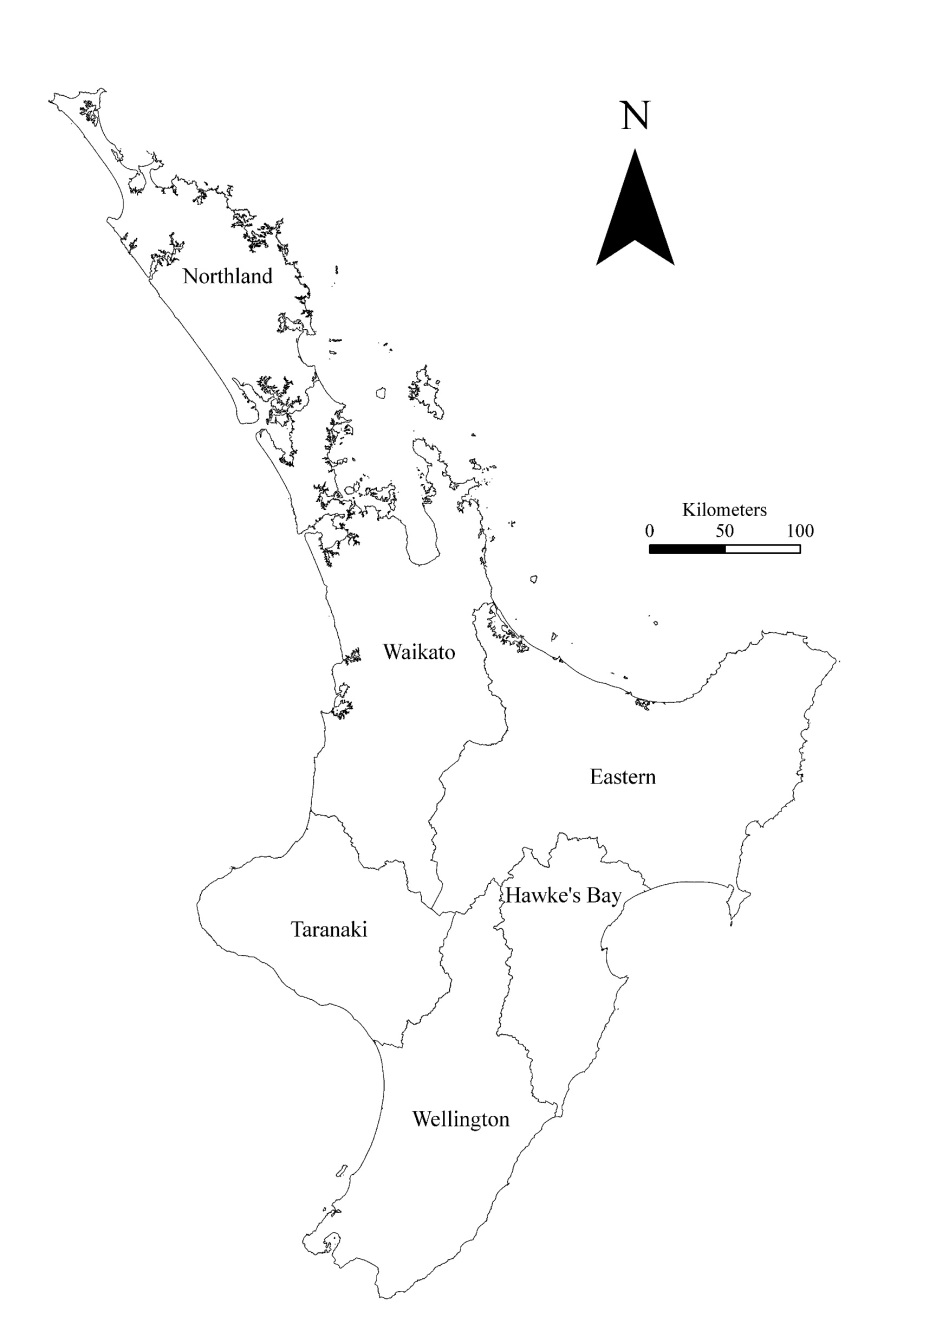 N
Northland
Kilometers
0 50 100
Waikato
Eastern
Hawke's Bay
Taranaki
Wellington